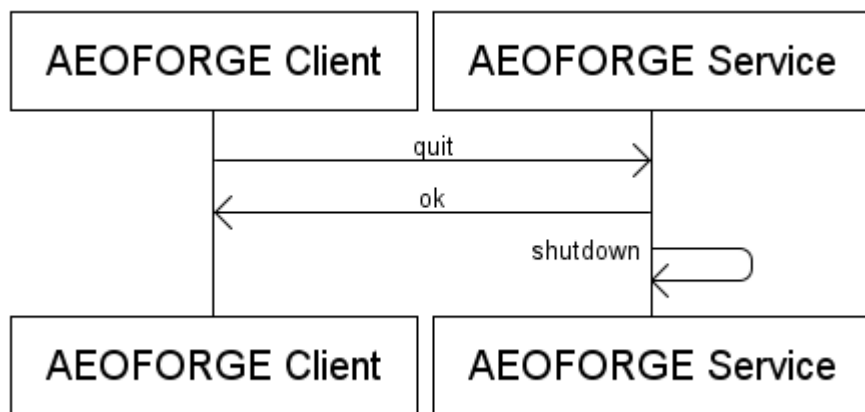 AEOFORGE Client
AEOFORGE Service
quit
ok
shutdown
AEOFORGE Client
AEOFORGE Service